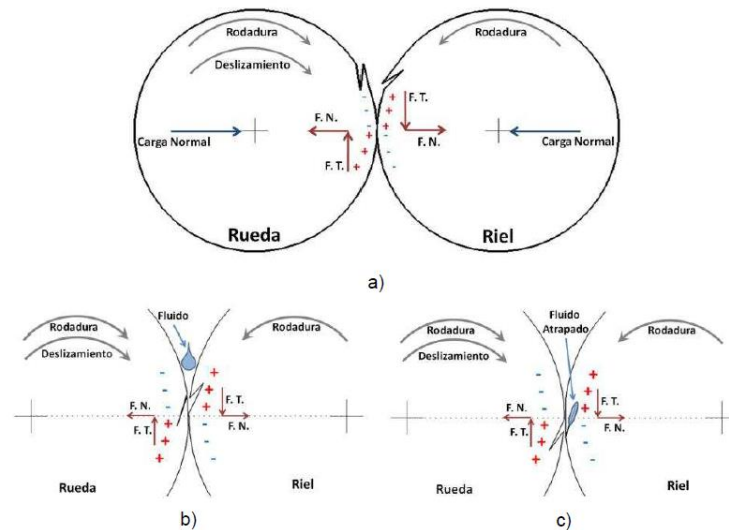 Rodadura
Deslizamiento
Rodadura
F. N.
F. T.
F. T.
F. N.
- + + -
- + + -
- + + -
+ -
+ -
+ -
Carga Normal
Carga Normal
Rueda
Riel
a)
Rodadura
Deslizamiento
Fluido
Rodadura
F. N.
F. T.
F. T.
F. N.
Rueda
Riel
b)
Rodadura
Deslizamiento
Fluido
Atrapado
Rodadura
F. N.
F. T.
F. T.
F. N.
Rueda
Riel
c)